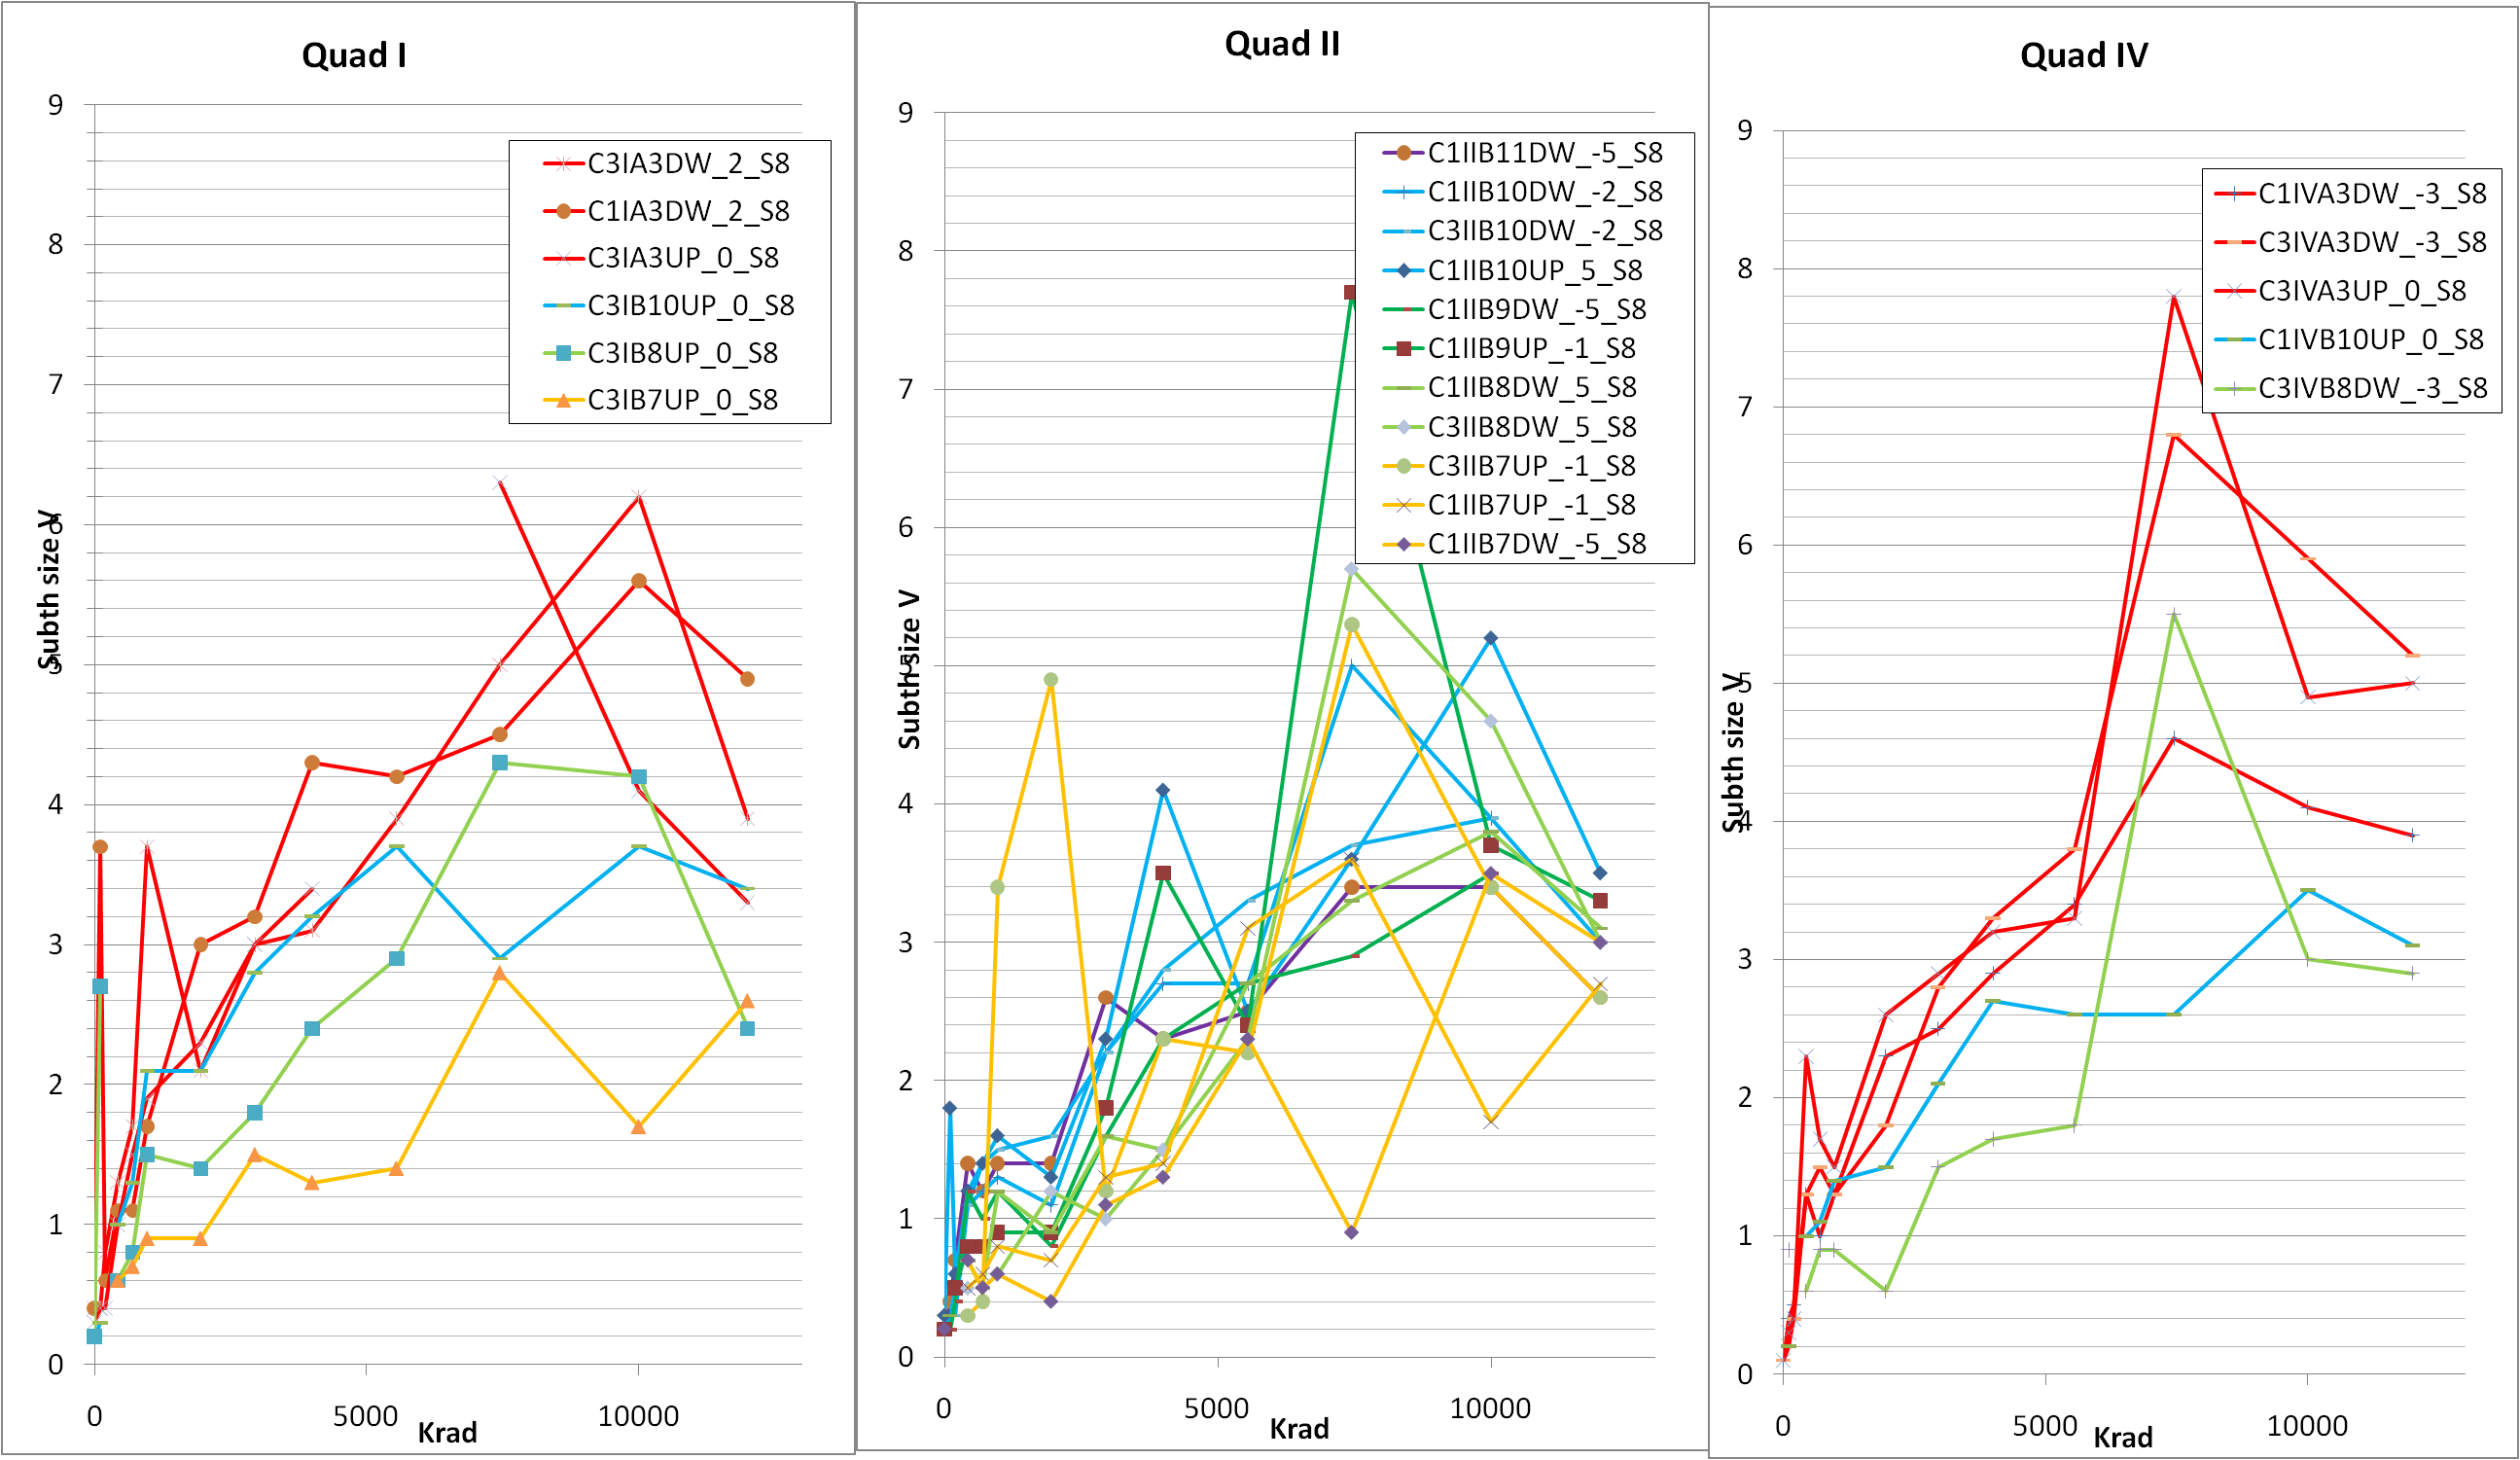 Quad I
9
8
7
6
5
4
3
2
1
0
Subth size V
C3IA3DW_2_S8
C1IA3DW_2_S8
C3IA3UP_0_S8
C3IB10UP_0_S8
C3IB8UP_0_S8
C3IB7UP_0_S8
0 5000 10000
Krad
Quad II
9
8
7
6
5
4
3
2
1
0
Subth size V
C1IIB11DW_-5_S8
C1IIB10DW_-2_S8
C3IIB10DW_-2_S8
C1IIB10UP_5_S8
C1IIB9DW_-5_S8
C1IIB9UP_-1_S8
C1IIB8DW_5_S8
C3IIB8DW_5_S8
C3IIB7UP_-1_S8
C1IIB7UP_-1_S8
C1IIB7DW_-5_S8
0 5000 10000
Krad
Quad IV
9
8
7
6
5
4
3
2
1
0
Subth size V
C1IVA3DW_-3_S8
C3IVA3DW_-3_S8
C3IVA3UP_0_S8
C1IVB10UP_0_S8
C3IVB8DW_-3_S8
0 5000 10000
Krad